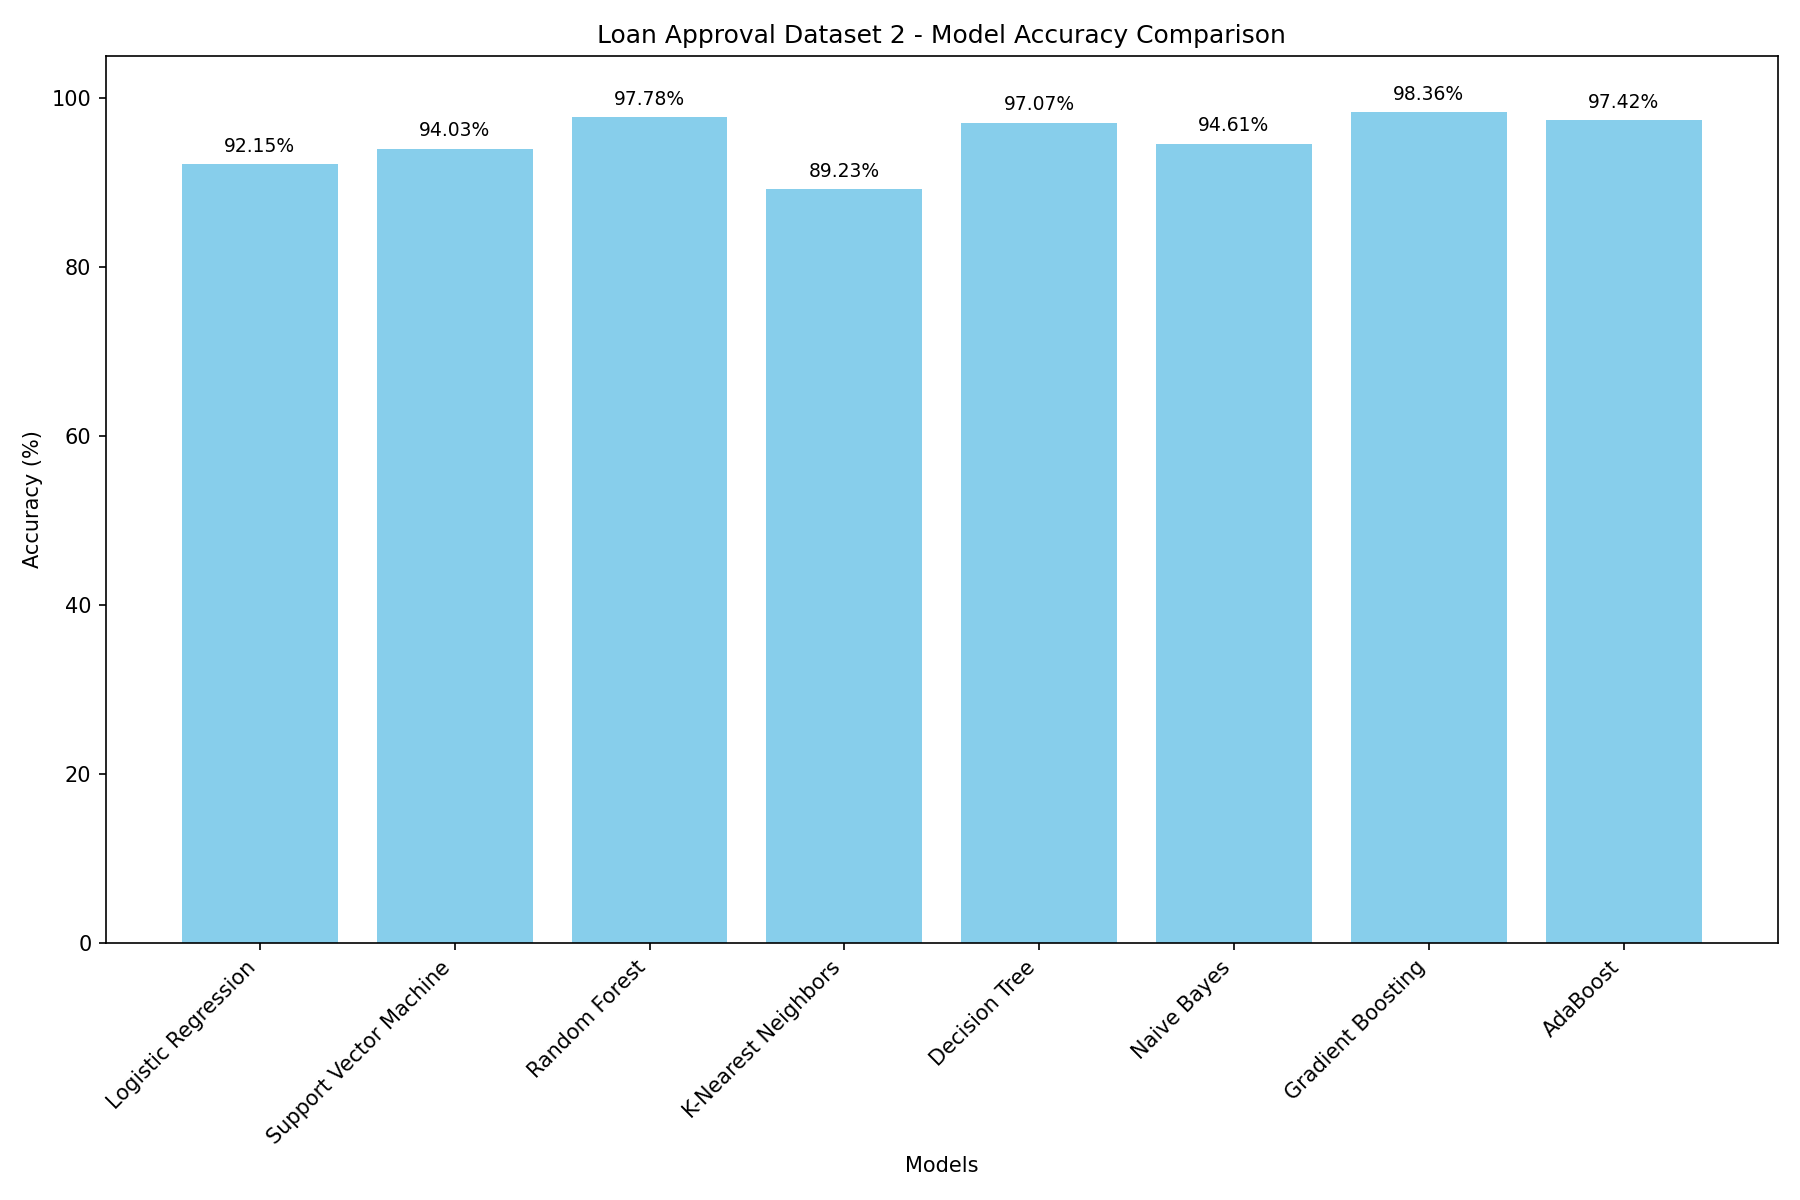 Loan Approval Dataset 2 - Model Accuracy Comparison
100
80
60
40
20
0
Accuracy (%)
92.15%
94.03%
97.78%
89.23%
97.07%
94.61%
98.36%
97.42%
Logistic Regression
Support Vector Machine
Random Forest
K-Nearest Neighbors
Decision Tree
Naive Bayes
Gradient Boosting
AdaBoost
Models